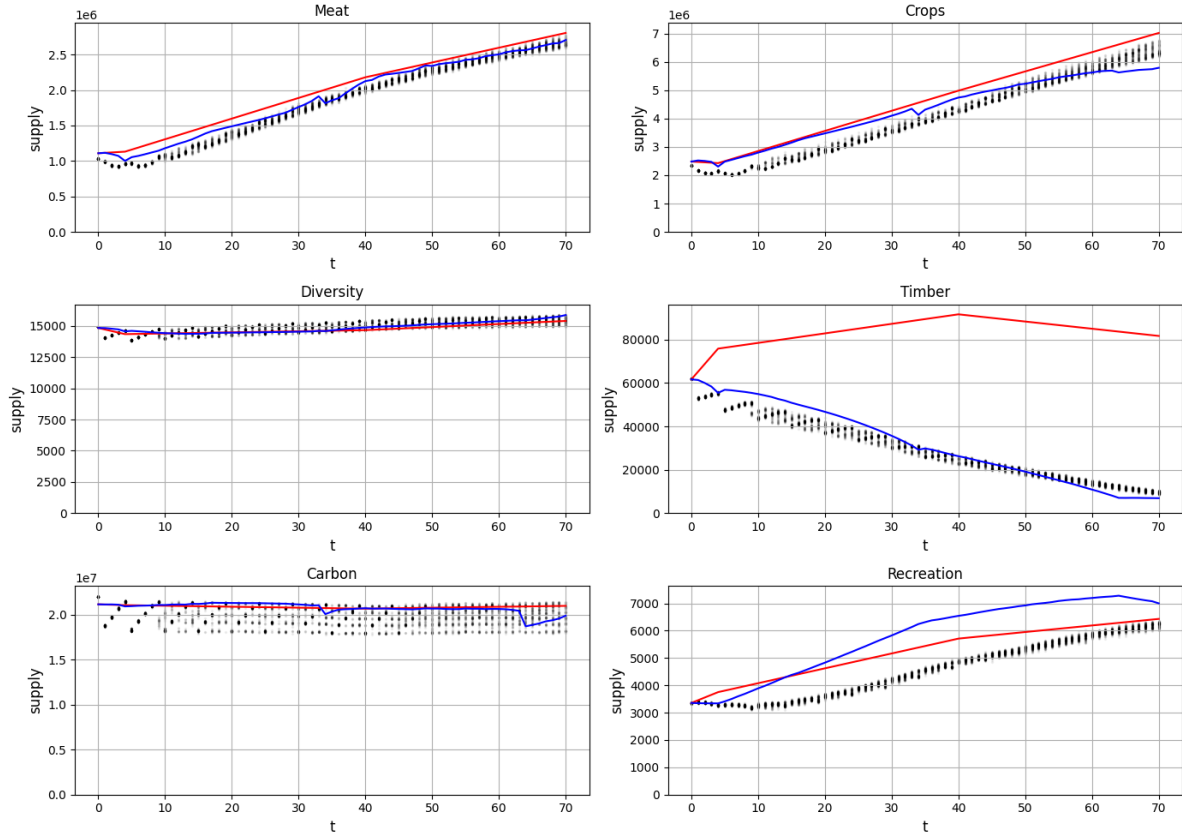 Meat
1e6
2.5
2.0
1.5
1.0
0.5
0.0
supply
0 10 20 30 40 50 60 70
t
Crops
1e6
7
6
5
4
3
2
1
0
supply
0 10 20 30 40 50 60 70
t
Diversity
15000
12500
10000
7500
5000
2500
0
supply
0 10 20 30 40 50 60 70
t
Timber
80000
60000
40000
20000
0
supply
0 10 20 30 40 50 60 70
t
Carbon
1e7
2.0
1.5
1.0
0.5
0.0
supply
0 10 20 30 40 50 60 70
t
Recreation
7000
6000
5000
4000
3000
2000
1000
0
supply
0 10 20 30 40 50 60 70
t